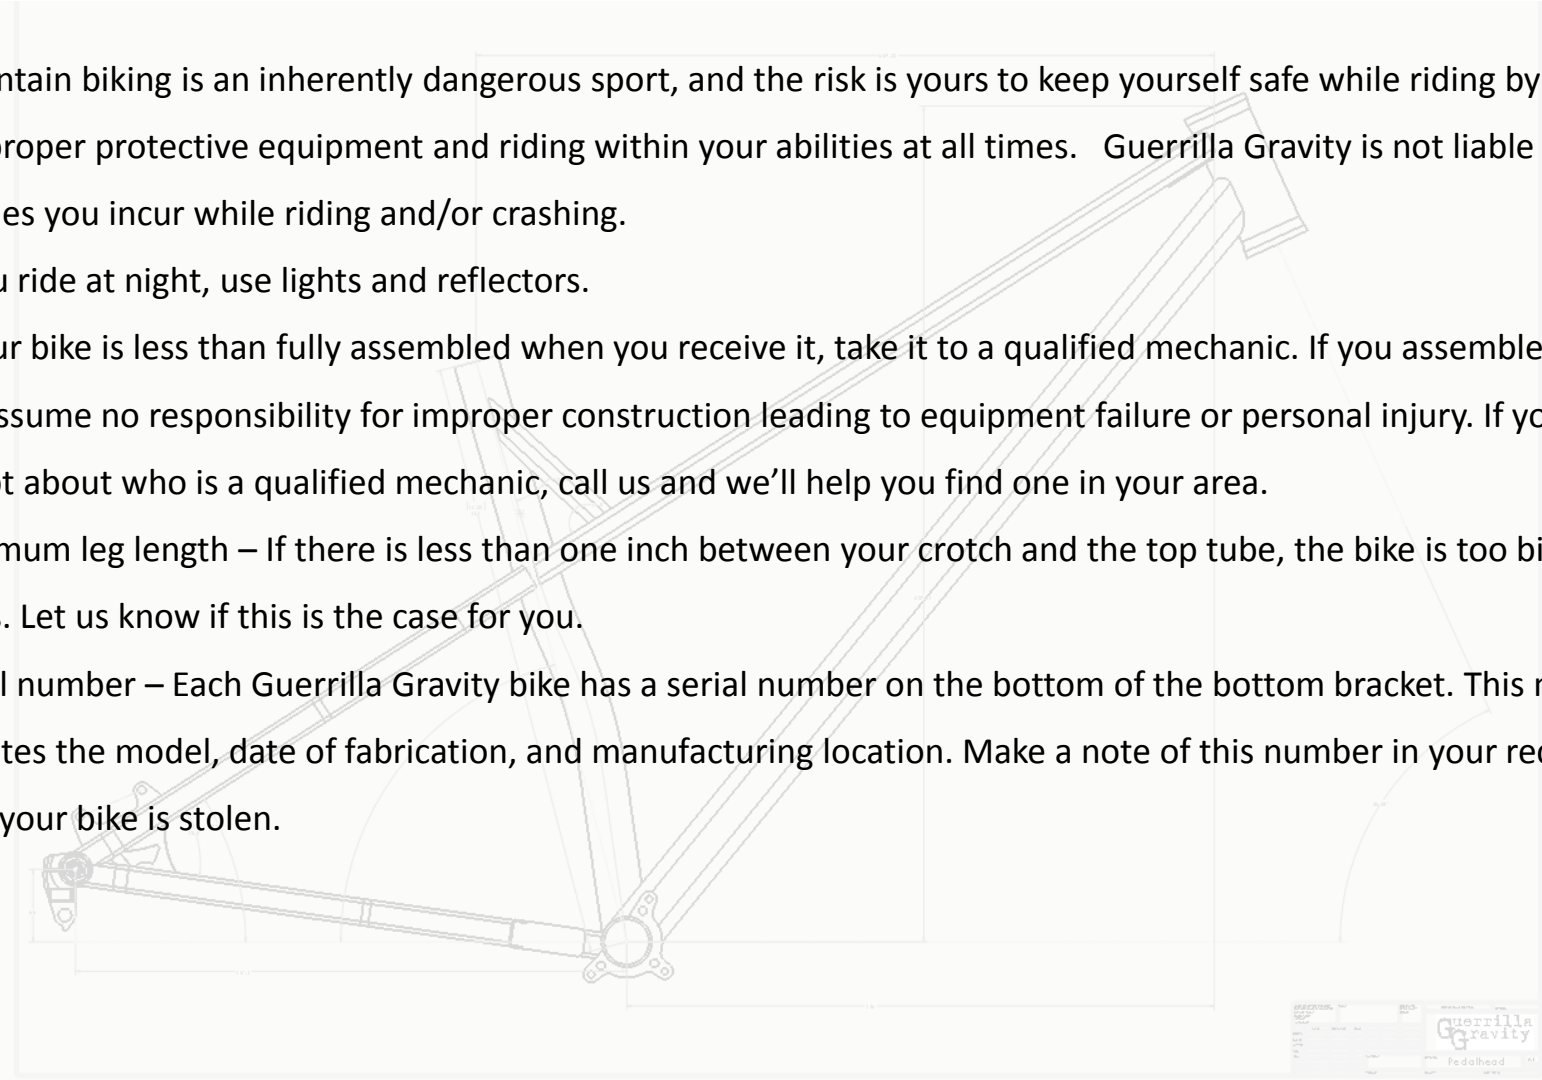 ntain biking is an inherently dangerous sport, and the risk is yours to keep yourself safe while riding by
proper protective equipment and riding within your abilities at all times.   Guerrilla Gravity is not liable
es you incur while riding and/or crashing.
u ride at night, use lights and reflectors.
ur bike is less than fully assembled when you receive it, take it to a qualified mechanic. If you assemble
ssume no responsibility for improper construction leading to equipment failure or personal injury. If yo
t about who is a qualified mechanic, call us and we’ll help you find one in your area.
mum leg length – If there is less than one inch between your crotch and the top tube, the bike is too bi
. Let us know if this is the case for you.
l number – Each Guerrilla Gravity bike has a serial number on the bottom of the bottom bracket. This n
tes the model, date of fabrication, and manufacturing location. Make a note of this number in your rec
your bike is stolen.
Guerrilla
Gravity
Pedalhead